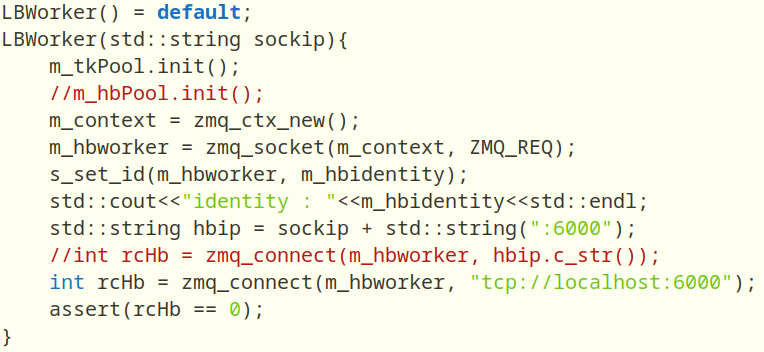 LBWorker() = default;
LBWorker(std::string sockip){
    m_tkPool.init();
    //m_hbPool.init();
    m_context = zmq_ctx_new();
    m_hbworker = zmq_socket(m_context, ZMQ_REQ);
    s_set_id(m_hbworker, m_hbidentity);
    std::cout<<"identity : "<<m_hbidentity<<std::endl;
    std::string hbip = sockip + std::string(":6000");
    //int rcHb = zmq_connect(m_hbworker, hbip.c_str());
    int rcHb = zmq_connect(m_hbworker, "tcp://localhost:6000");
    assert(rcHb == 0);
}